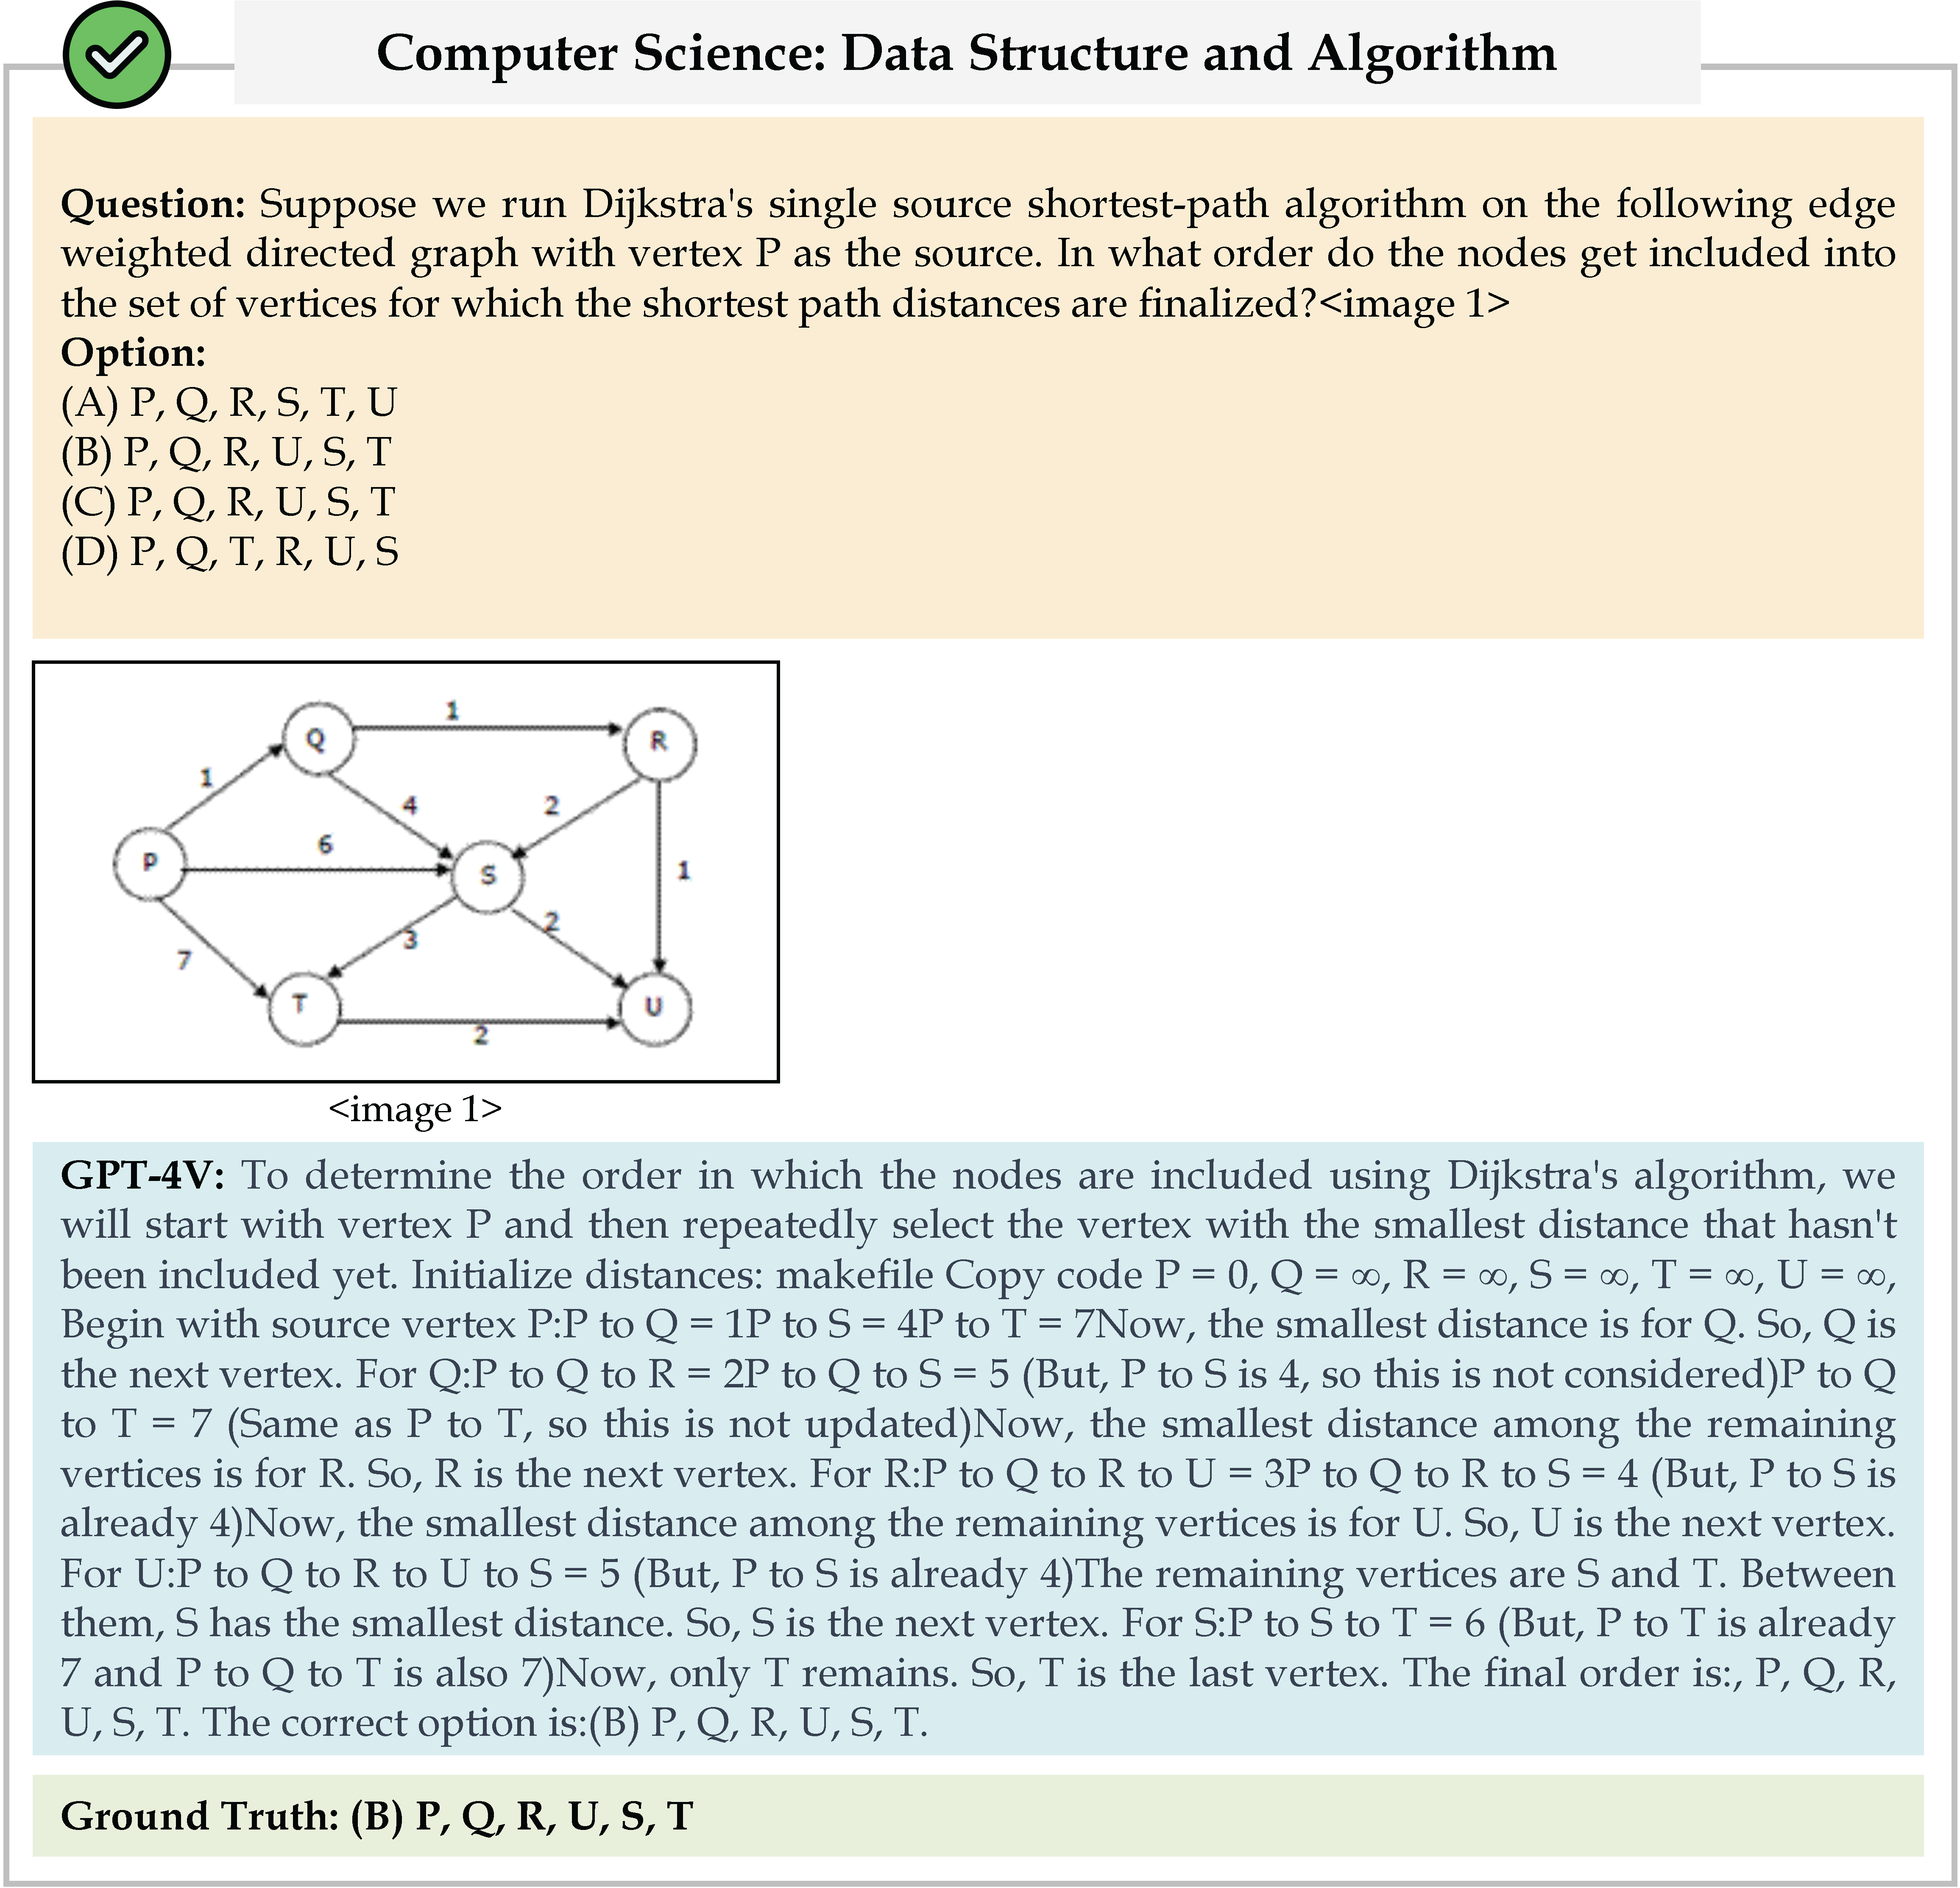 Computer Science: Data Structure and Algorithm
Question: Suppose we run Dijkstra's single source shortest-path algorithm on the following edge
weighted directed graph with vertex P as the source. In what order do the nodes get included into
the set of vertices for which the shortest path distances are finalized?<image 1>
Option:
(A) P, Q, R, S, T, U
(B) P, Q, R, U, S, T
(C) P, Q, R, U, S, T
(D) P, Q, T, R, U, S
1
Q
R
1
4
2
6
P
S
1
2
3
7
T
U
2
<image 1>
GPT-4V: To determine the order in which the nodes are included using Dijkstra's algorithm, we
will start with vertex P and then repeatedly select the vertex with the smallest distance that hasn't
been included yet. Initialize distances: makefile Copy code P = 0, Q = ∞, R = ∞, S = ∞, T = ∞, U = ∞,
Begin with source vertex P:P to Q = 1P to S = 4P to T = 7Now, the smallest distance is for Q. So, Q is
the next vertex. For Q:P to Q to R = 2P to Q to S = 5 (But, P to S is 4, so this is not considered)P to Q
to T = 7 (Same as P to T, so this is not updated)Now, the smallest distance among the remaining
vertices is for R. So, R is the next vertex. For R:P to Q to R to U = 3P to Q to R to S = 4 (But, P to S is
already 4)Now, the smallest distance among the remaining vertices is for U. So, U is the next vertex.
For U:P to Q to R to U to S = 5 (But, P to S is already 4)The remaining vertices are S and T. Between
them, S has the smallest distance. So, S is the next vertex. For S:P to S to T = 6 (But, P to T is already
7 and P to Q to T is also 7)Now, only T remains. So, T is the last vertex. The final order is:, P, Q, R,
U, S, T. The correct option is:(B) P, Q, R, U, S, T.
Ground Truth: (B) P, Q, R, U, S, T